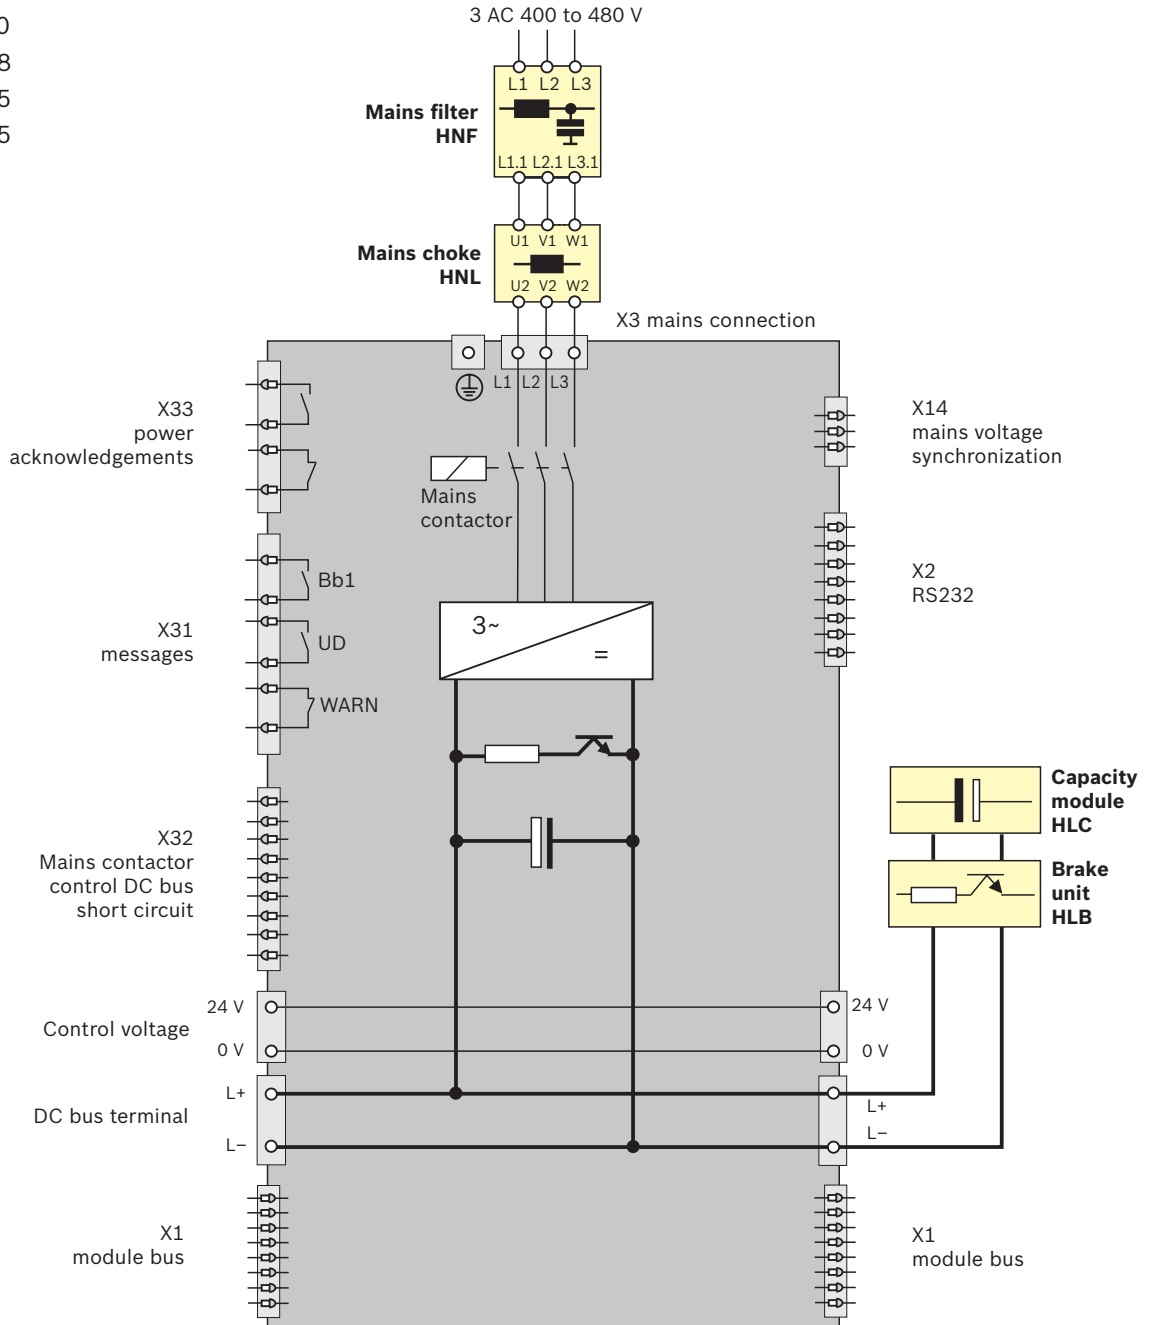 0
8
5
5
3 AC 400 to 480 V
L1 L2 L3
Mains filter
HNF
L1.1 L2.1 L3.1
U1 V1 W1
Mains choke
HNL
U2 V2 W2
X3 mains connection
L1 L2 L3
X33
power
acknowledgements
Mains
contactor
X14
mains voltage
synchronization
X31
messages
Bb1
UD
WARN
3~
=
X2
RS232
X32
Mains contactor
control DC bus
short circuit
Capacity
module
HLC
Brake
unit
HLB
Control voltage
24 V
0 V
24 V
0 V
DC bus terminal
L+
L−
L+
L−
X1
module bus
X1
module bus